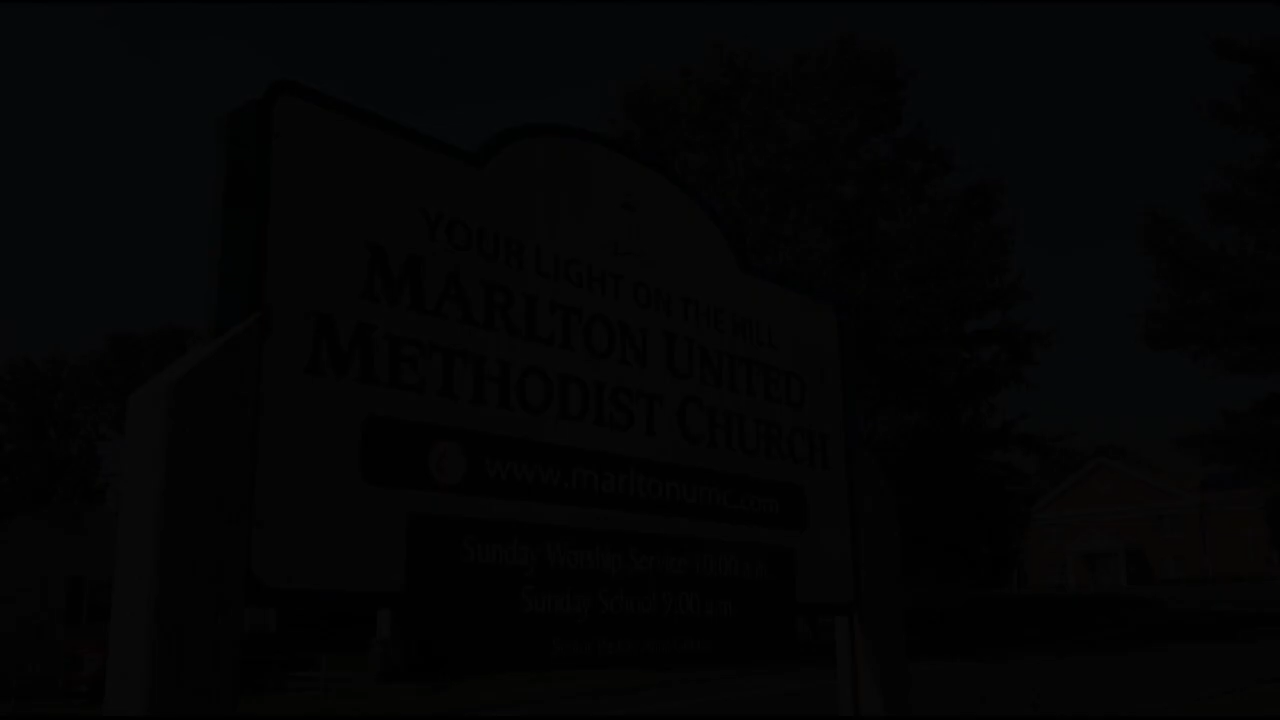 YOUR LIGHT ON THE HILL
MARLTON UNITED
METHODIST CHURCH
www.marltonumc.com
Sunday Worship Service 10:00 a.m.
Sunday School 9:00 a.m.